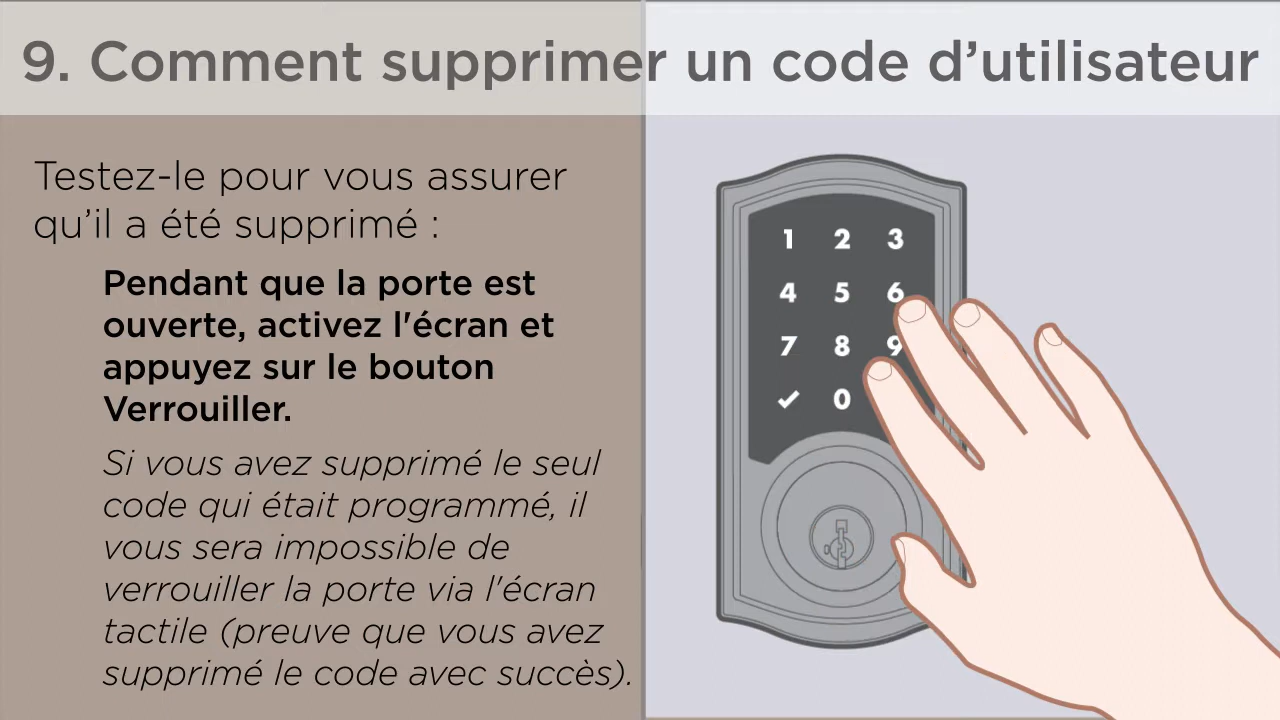 9. Comment supprimer un code d’utilisateur
Testez-le pour vous assurer
qu’il a été supprimé :
Pendant que la porte est
ouverte, activez l'écran et
appuyez sur le bouton
Verrouiller.
Si vous avez supprimé le seul
code qui était programmé, il
vous sera impossible de
verrouiller la porte via l'écran
tactile (preuve que vous avez
supprimé le code avec succès).
1 2 3
4 5 6
7 8 9
0